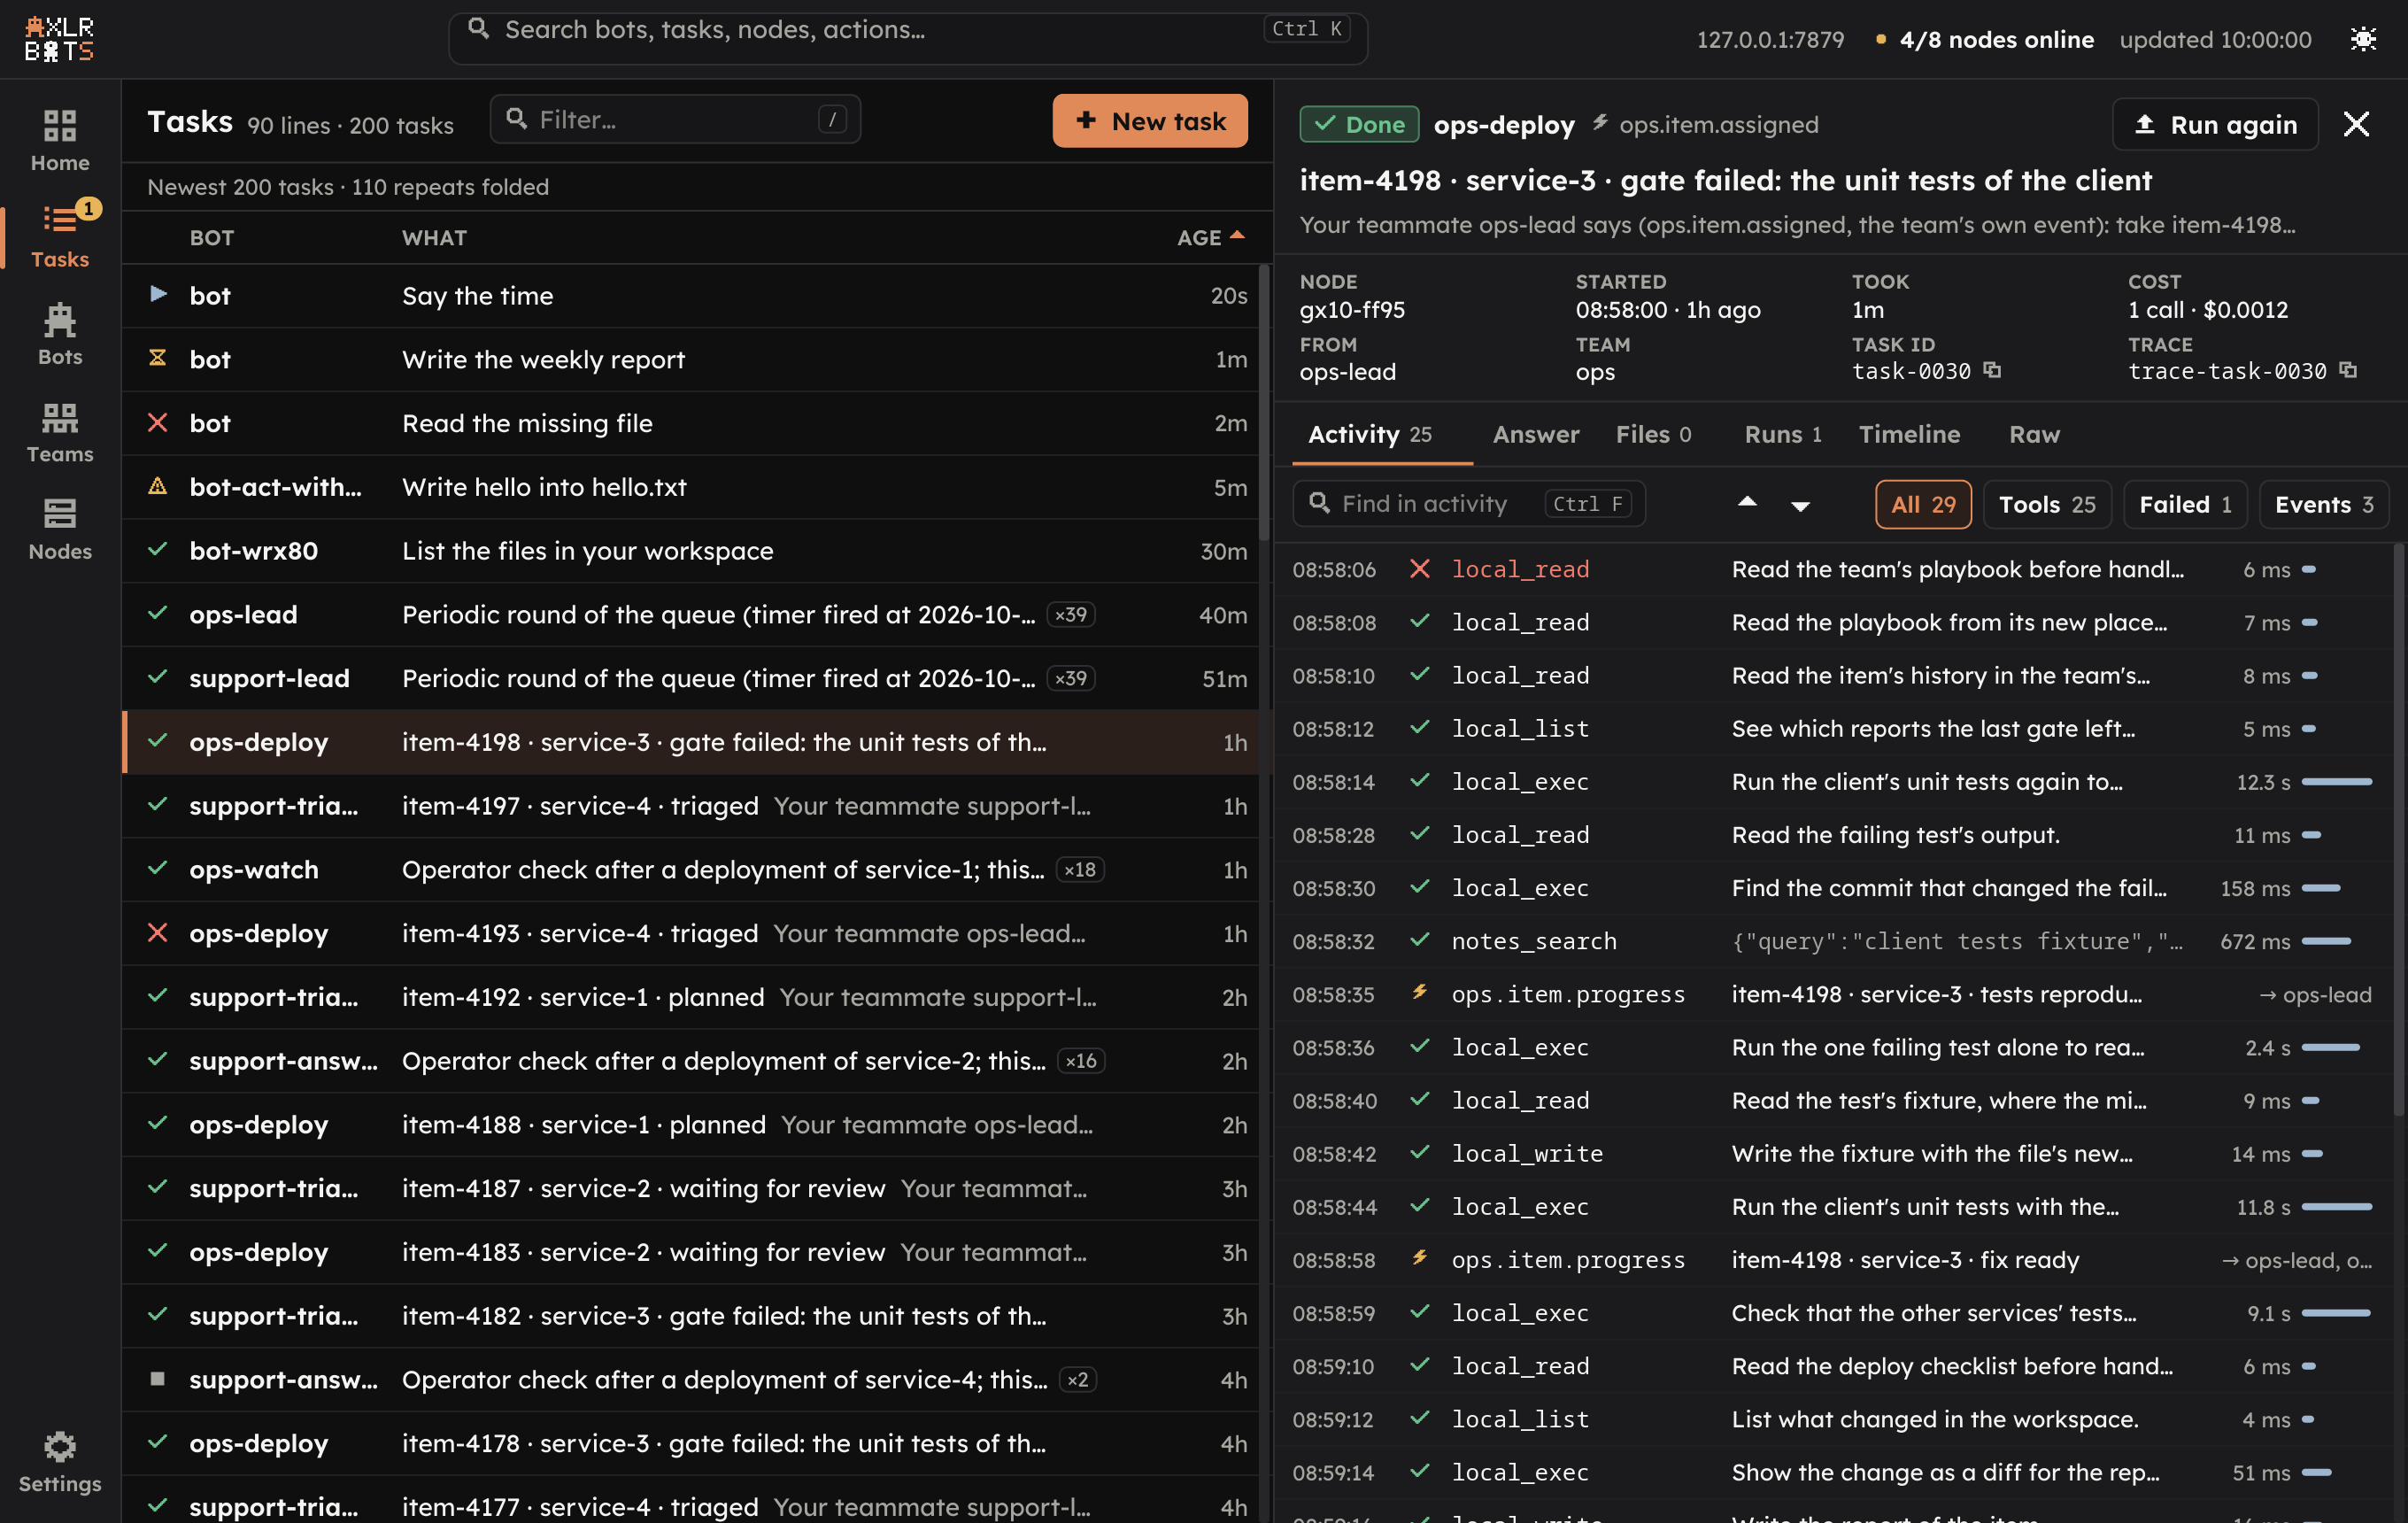 AXLR
BOTS
Search bots, tasks, nodes, actions... Ctrl K
127.0.0.1:7879 4/8 nodes online updated 10:00:00
Home
1
Tasks
Bots
Teams
Nodes
Settings
Tasks 90 lines · 200 tasks Filter... / + New task
Newest 200 tasks · 110 repeats folded
BOT WHAT AGE
bot Say the time 20s
bot Write the weekly report 1m
bot Read the missing file 2m
bot-act-with... Write hello into hello.txt 5m
bot-wrx80 List the files in your workspace 30m
ops-lead Periodic round of the queue (timer fired at 2026-10-... ×39 40m
support-lead Periodic round of the queue (timer fired at 2026-10-... ×39 51m
ops-deploy item-4198 · service-3 · gate failed: the unit tests of th... 1h
support-tria... item-4197 · service-4 · triaged Your teammate support-l... 1h
ops-watch Operator check after a deployment of service-1; this... ×18 1h
ops-deploy item-4193 · service-4 · triaged Your teammate ops-lead... 1h
support-tria... item-4192 · service-1 · planned Your teammate support-l... 2h
support-answ... Operator check after a deployment of service-2; this... ×16 2h
ops-deploy item-4188 · service-1 · planned Your teammate ops-lead... 2h
support-tria... item-4187 · service-2 · waiting for review Your teammat... 3h
ops-deploy item-4183 · service-2 · waiting for review Your teammat... 3h
support-tria... item-4182 · service-3 · gate failed: the unit tests of th... 3h
support-answ... Operator check after a deployment of service-4; this... ×2 4h
ops-deploy item-4178 · service-3 · gate failed: the unit tests of th... 4h
support-tria... item-4177 · service-4 · triaged Your teammate support-l... 4h
Done ops-deploy ops.item.assigned Run again
item-4198 · service-3 · gate failed: the unit tests of the client
Your teammate ops-lead says (ops.item.assigned, the team's own event): take item-4198...
NODE STARTED TOOK COST
gx10-ff95 08:58:00 · 1h ago 1m 1 call · $0.0012
FROM TEAM TASK ID TRACE
ops-lead ops task-0030 trace-task-0030
Activity 25 Answer Files 0 Runs 1 Timeline Raw
Find in activity Ctrl F All 29 Tools 25 Failed 1 Events 3
08:58:06 local_read Read the team's playbook before handl... 6 ms
08:58:08 local_read Read the playbook from its new place... 7 ms
08:58:10 local_read Read the item's history in the team's... 8 ms
08:58:12 local_list See which reports the last gate left... 5 ms
08:58:14 local_exec Run the client's unit tests again to... 12.3 s
08:58:28 local_read Read the failing test's output. 11 ms
08:58:30 local_exec Find the commit that changed the fail... 158 ms
08:58:32 notes_search {"query":"client tests fixture","... 672 ms
08:58:35 ops.item.progress item-4198 · service-3 · tests reprodu... → ops-lead
08:58:36 local_exec Run the one failing test alone to rea... 2.4 s
08:58:40 local_read Read the test's fixture, where the mi... 9 ms
08:58:42 local_write Write the fixture with the file's new... 14 ms
08:58:44 local_exec Run the client's unit tests with the... 11.8 s
08:58:58 ops.item.progress item-4198 · service-3 · fix ready → ops-lead, o...
08:58:59 local_exec Check that the other services' tests... 9.1 s
08:59:10 local_read Read the deploy checklist before hand... 6 ms
08:59:12 local_list List what changed in the workspace. 4 ms
08:59:14 local_exec Show the change as a diff for the rep... 51 ms